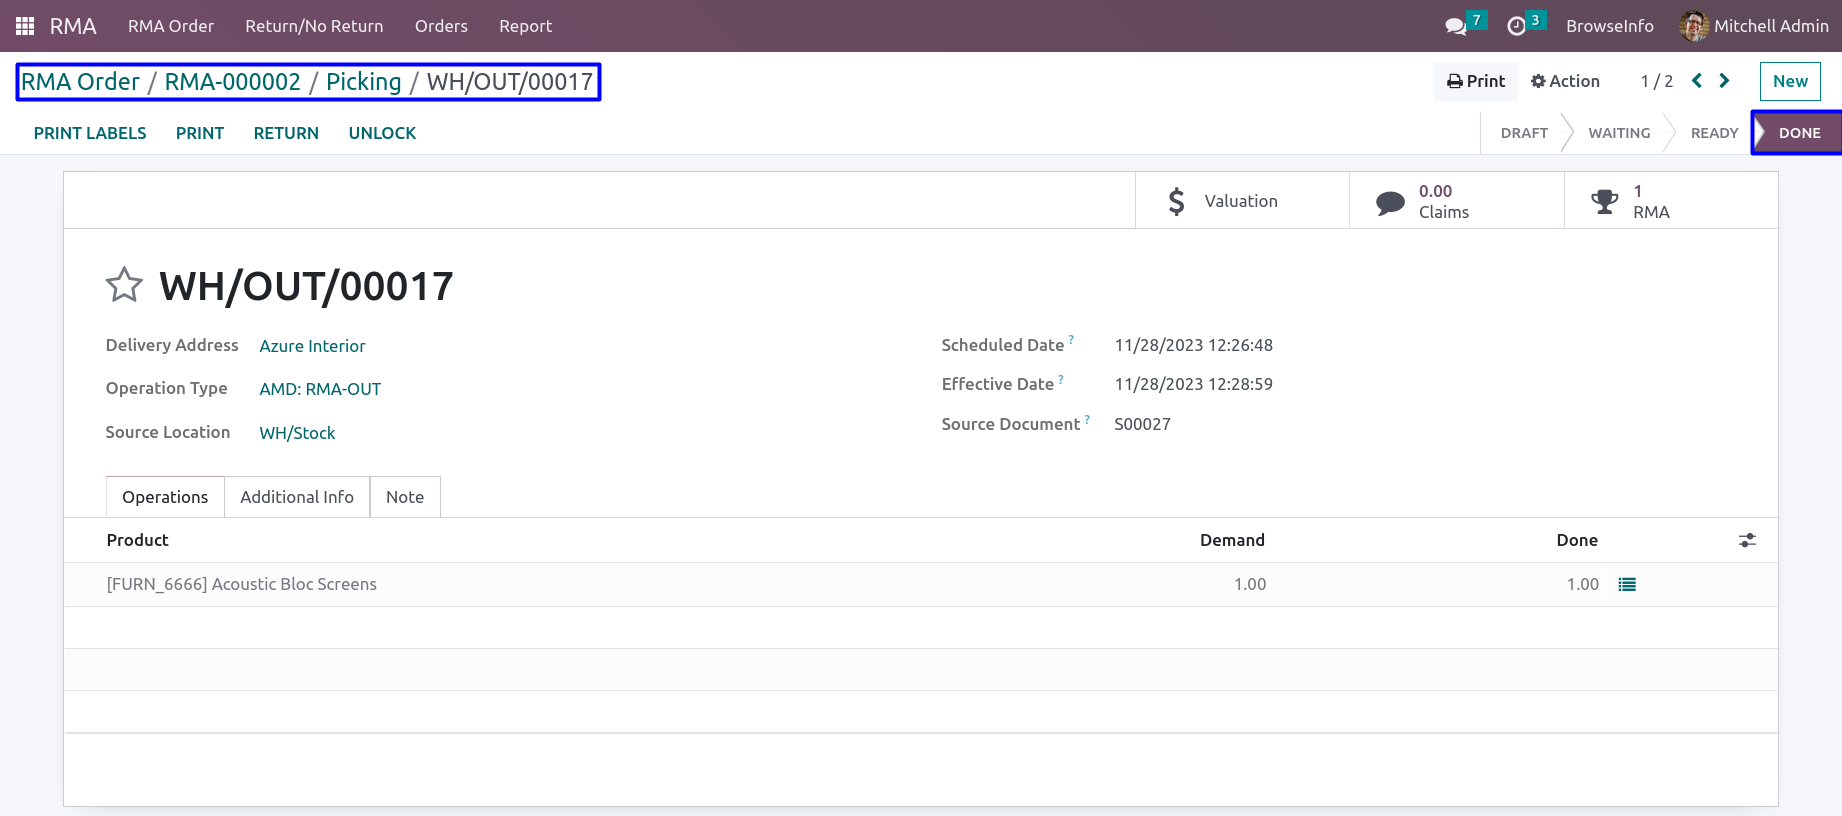 RMA RMA Order Return/No Return Orders Report 7 3 BrowseInfo Mitchell Admin
RMA Order / RMA-000002 / Picking / WH/OUT/00017 Print Action 1 / 2 New
PRINT LABELS PRINT RETURN UNLOCK DRAFT WAITING READY DONE
$ Valuation 0.00 Claims 1 RMA
WH/OUT/00017
Delivery Address Azure Interior Scheduled Date ? 11/28/2023 12:26:48
Operation Type AMD: RMA-OUT Effective Date ? 11/28/2023 12:28:59
Source Location WH/Stock Source Document ? S00027
Operations Additional Info Note
Product Demand Done
[FURN_6666] Acoustic Bloc Screens 1.00 1.00